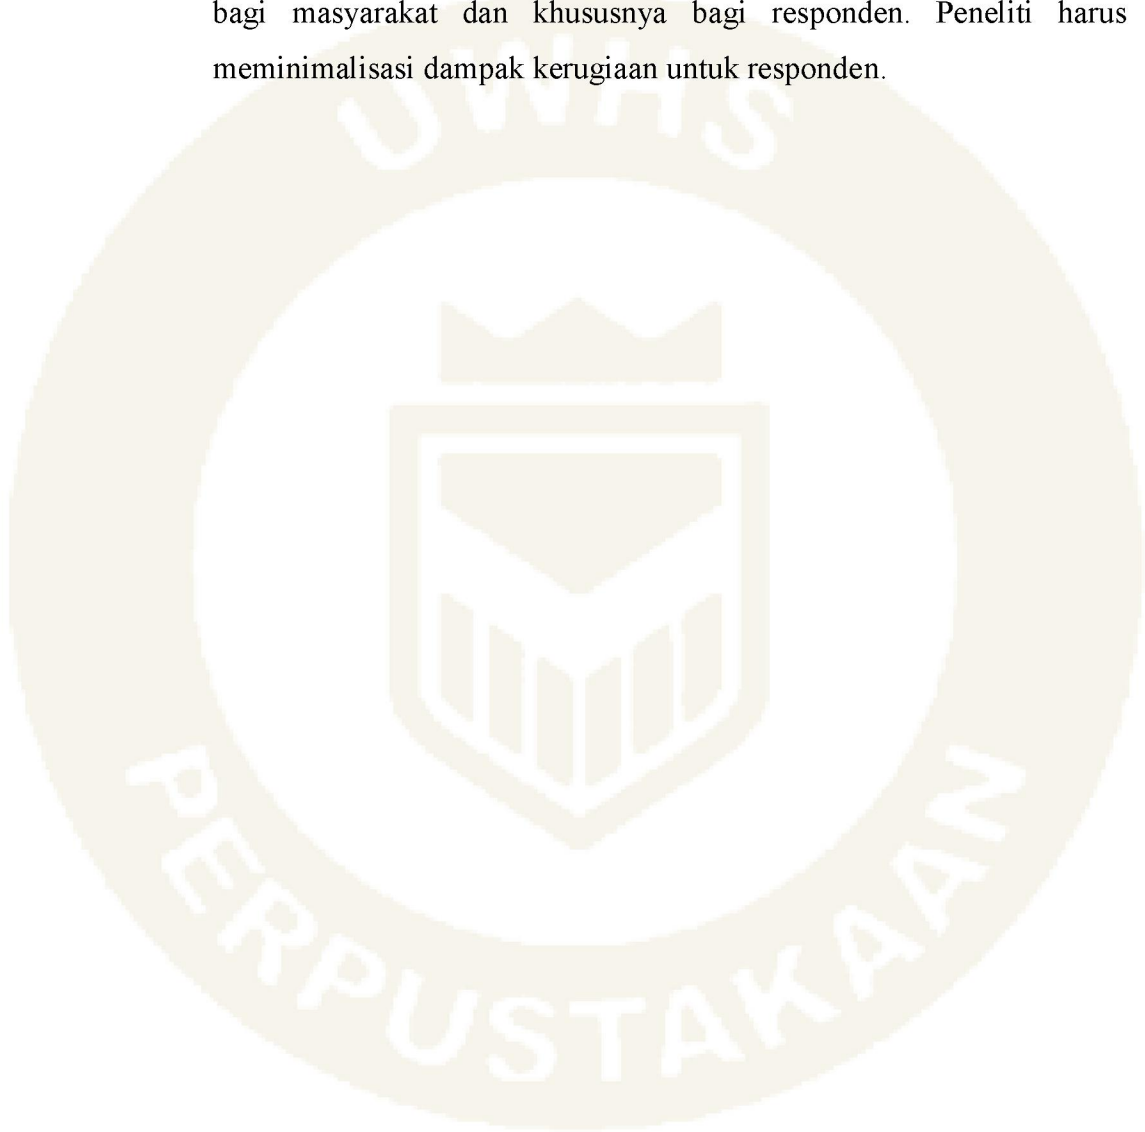 bagi masyarakat dan khususnya bagi responden. Peneliti harus
meminimalisasi dampak kerugiaan untuk responden.
UWHS
PERPUSTAKAAN